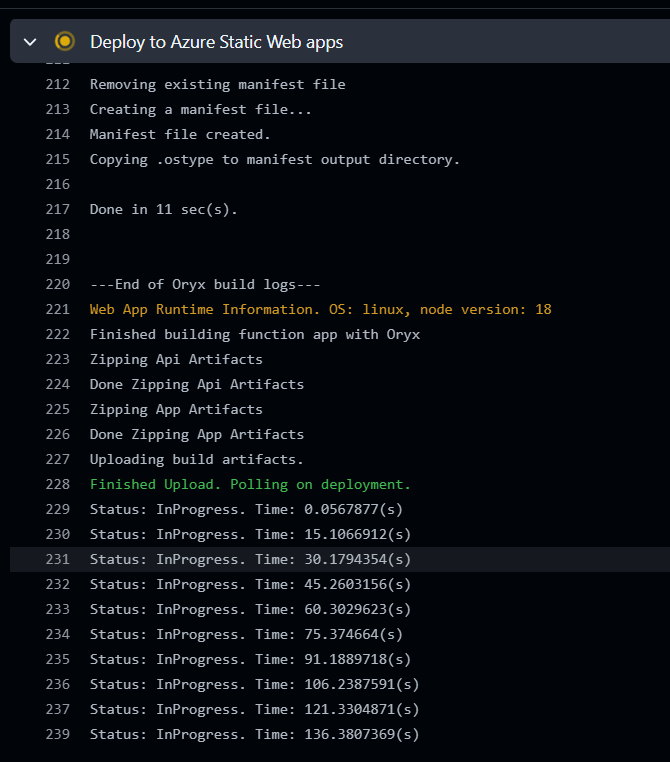 Deploy to Azure Static Web apps
212 Removing existing manifest file
213 Creating a manifest file...
214 Manifest file created.
215 Copying .ostype to manifest output directory.
216
217 Done in 11 sec(s).
218
219
220 ---End of Oryx build logs---
221 Web App Runtime Information. OS: linux, node version: 18
222 Finished building function app with Oryx
223 Zipping Api Artifacts
224 Done Zipping Api Artifacts
225 Zipping App Artifacts
226 Done Zipping App Artifacts
227 Uploading build artifacts.
228 Finished Upload. Polling on deployment.
229 Status: InProgress. Time: 0.0567877(s)
230 Status: InProgress. Time: 15.1066912(s)
231 Status: InProgress. Time: 30.1794354(s)
232 Status: InProgress. Time: 45.2603156(s)
233 Status: InProgress. Time: 60.3029623(s)
234 Status: InProgress. Time: 75.374664(s)
235 Status: InProgress. Time: 91.1889718(s)
236 Status: InProgress. Time: 106.2387591(s)
237 Status: InProgress. Time: 121.3304871(s)
238 Status: InProgress. Time: 136.3807369(s)